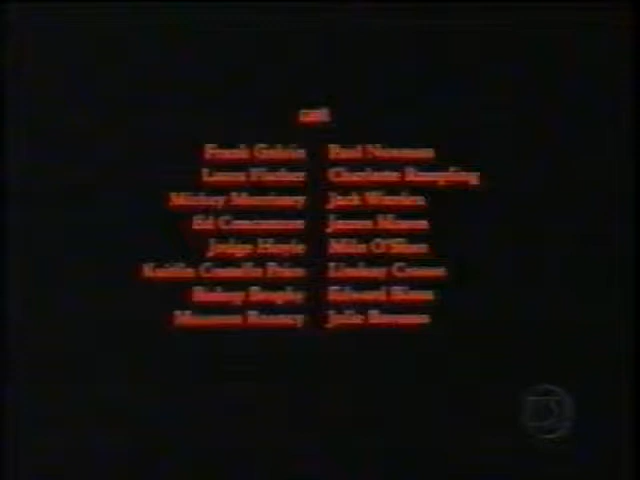 cast
Frank Galvin Paul Newman
Laura Fischer Charlotte Rampling
Mickey Morrissey Jack Warden
Ed Concannon James Mason
Judge Hoyle Milo O'Shea
Kaitlin Costello Price Lindsay Crouse
Bishop Brophy Edward Binns
Maureen Rooney Julie Bovasso